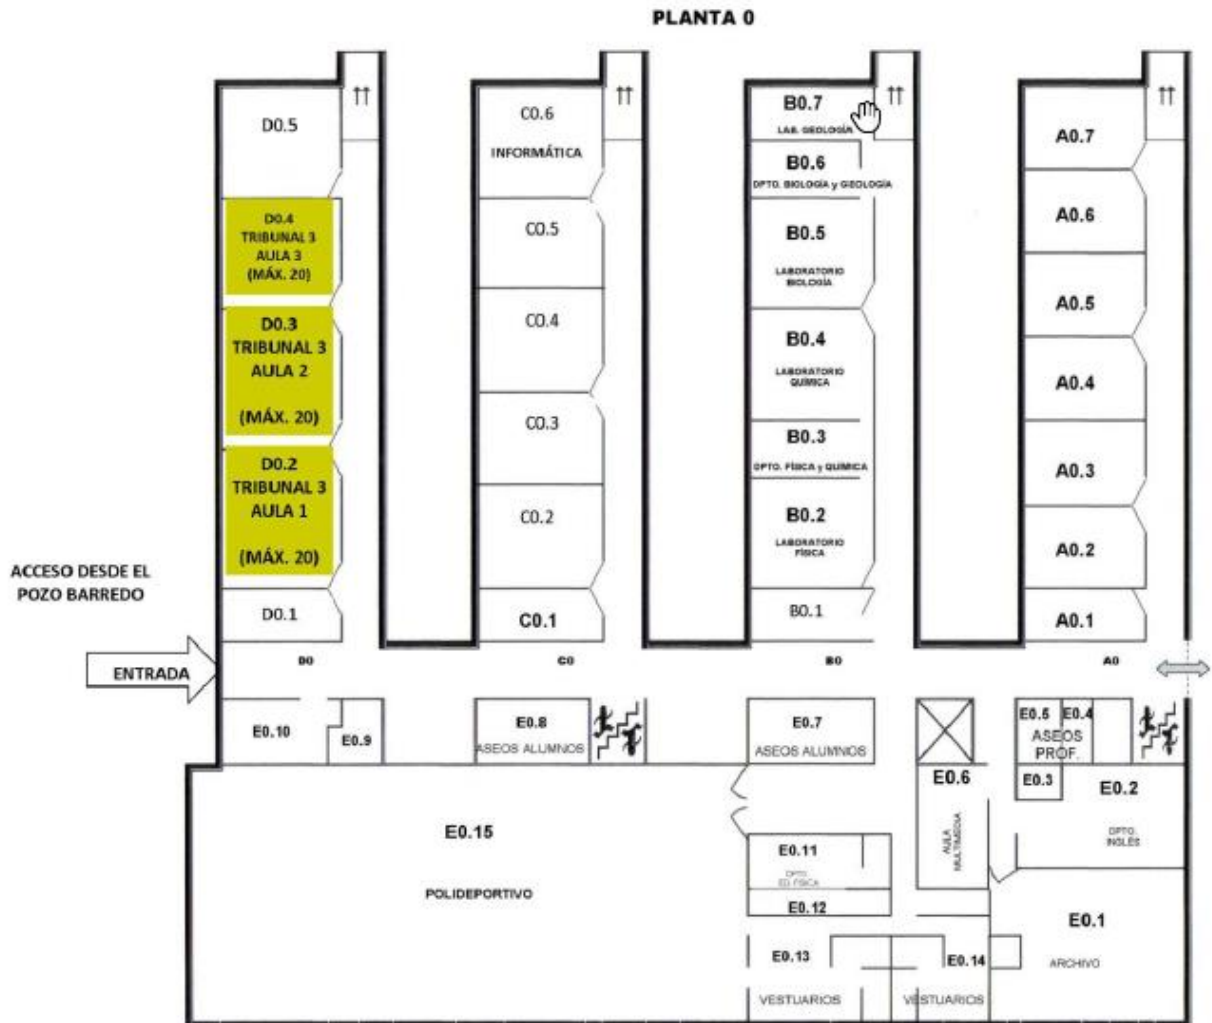 PLANTA 0
D0.5
D0.4
TRIBUNAL 3
AULA 3
(MÁX. 20)
D0.3
TRIBUNAL 3
AULA 2
(MÁX. 20)
D0.2
TRIBUNAL 3
AULA 1
(MÁX. 20)
D0.1
C0.6
INFORMÁTICA
C0.5
C0.4
C0.3
C0.2
C0.1
B0.7
LAB. GEOLOGÍA
B0.6
DPTO. BIOLOGÍA y GEOLOGÍA
B0.5
LABORATORIO
BIOLOGÍA
B0.4
LABORATORIO
QUÍMICA
B0.3
DPTO. FÍSICA y QUÍMICA
B0.2
LABORATORIO
FÍSICA
B0.1
A0.7
A0.6
A0.5
A0.4
A0.3
A0.2
A0.1
ACCESO DESDE EL
POZO BARREDO
ENTRADA
D0
C0
B0
A0
E0.10
E0.9
E0.8
ASEOS ALUMNOS
E0.7
ASEOS ALUMNOS
E0.5
E0.4
ASEOS
PROF.
E0.6
AULA
MULTIMEDIA
E0.3
E0.2
DPTO.
INGLÉS
E0.15
POLIDEPORTIVO
E0.11
DPTO.
ED. FÍSICA
E0.12
E0.13
VESTUARIOS
E0.14
VESTUARIOS
E0.1
ARCHIVO